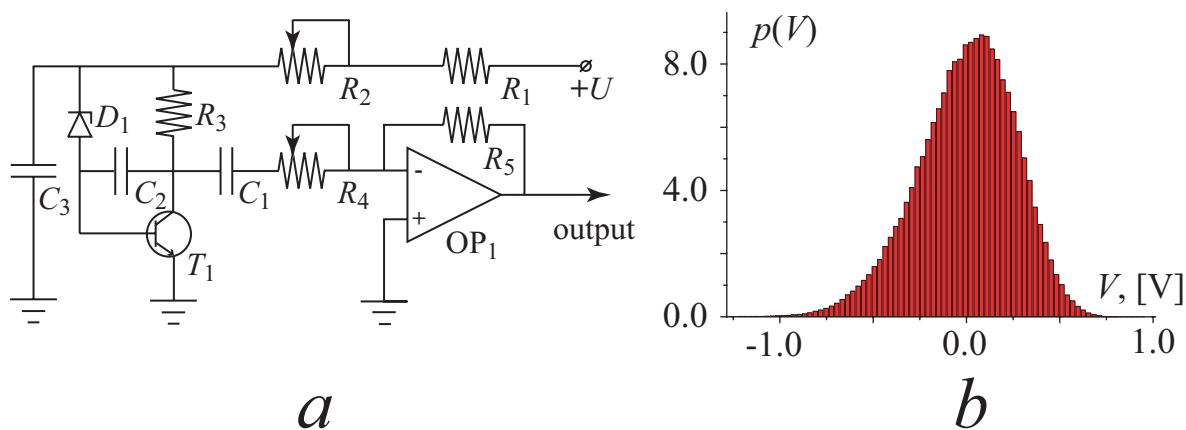 R2
R1
+U
D1
R3
R5
C3
C2
C1
R4
-
+
OP1
T1
output
a
p(V)
8.0
4.0
0.0
-1.0
0.0
1.0
V, [V]
b